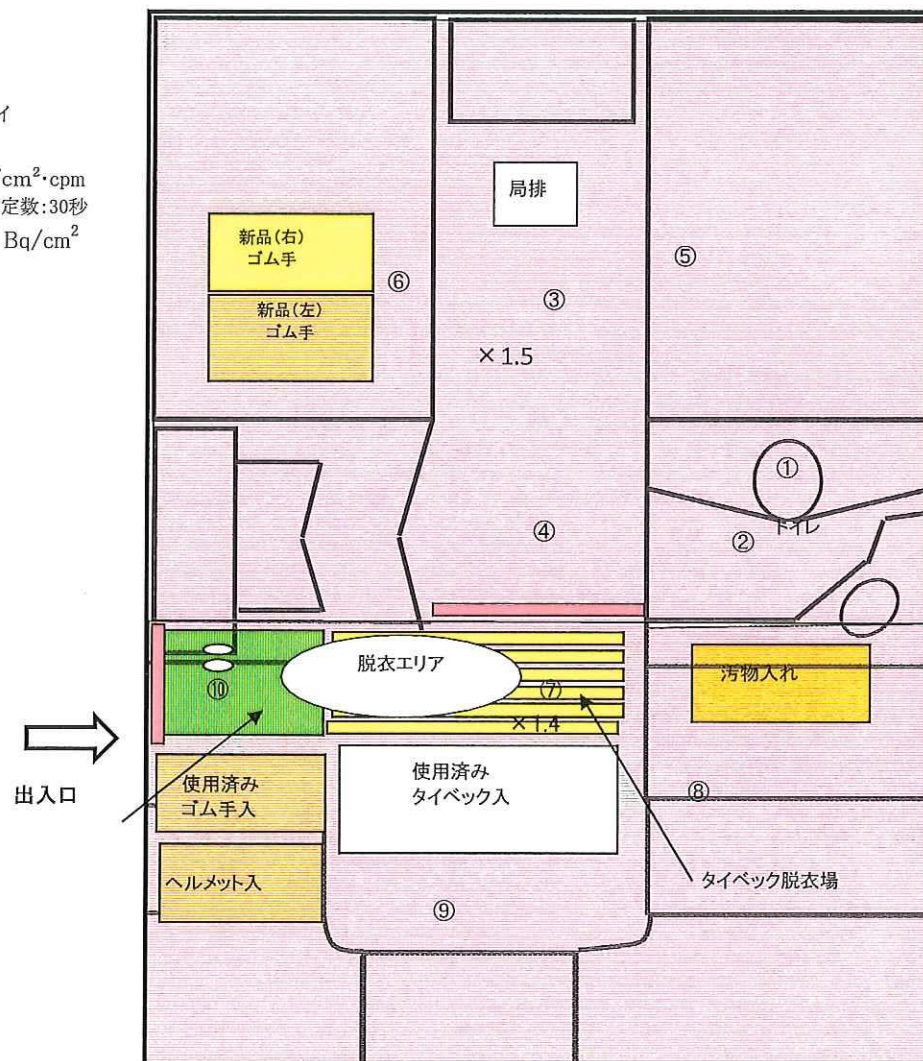 イ
cm²・cpm
定数:30秒
Bq/cm²
局排
新品(右)
ゴム手
⑥
⑤
③
新品(左)
ゴム手
×1.5
①
④
②
トイレ
脱衣エリア
汚物入れ
⑩
⑦
×1.4
出入口
使用済み
ゴム手入
使用済み
タイベック入
⑧
ヘルメット入
タイベック脱衣場
⑨